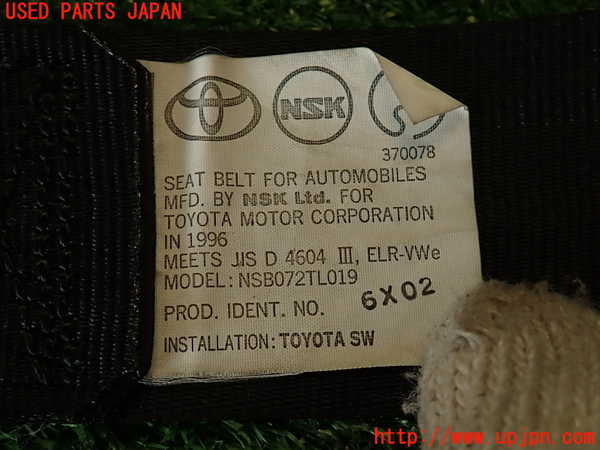 USED PARTS JAPAN
NSK
370078
SEAT BELT FOR AUTOMOBILES
MFD. BY NSK Ltd. FOR
TOYOTA MOTOR CORPORATION
IN 1996
MEETS JIS D 4604 III, ELR-VWe
MODEL: NSB072TL019
PROD. IDENT. NO. 6X02
INSTALLATION: TOYOTA SW
http://www.upjpn.com/